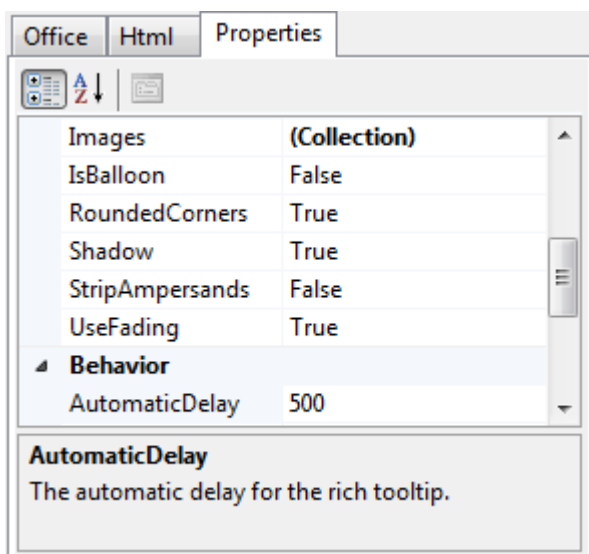 Office Html Properties
A Z
Images (Collection)
IsBalloon False
RoundedCorners True
Shadow True
StripAmpersands False
UseFading True
Behavior
AutomaticDelay 500
AutomaticDelay
The automatic delay for the rich tooltip.